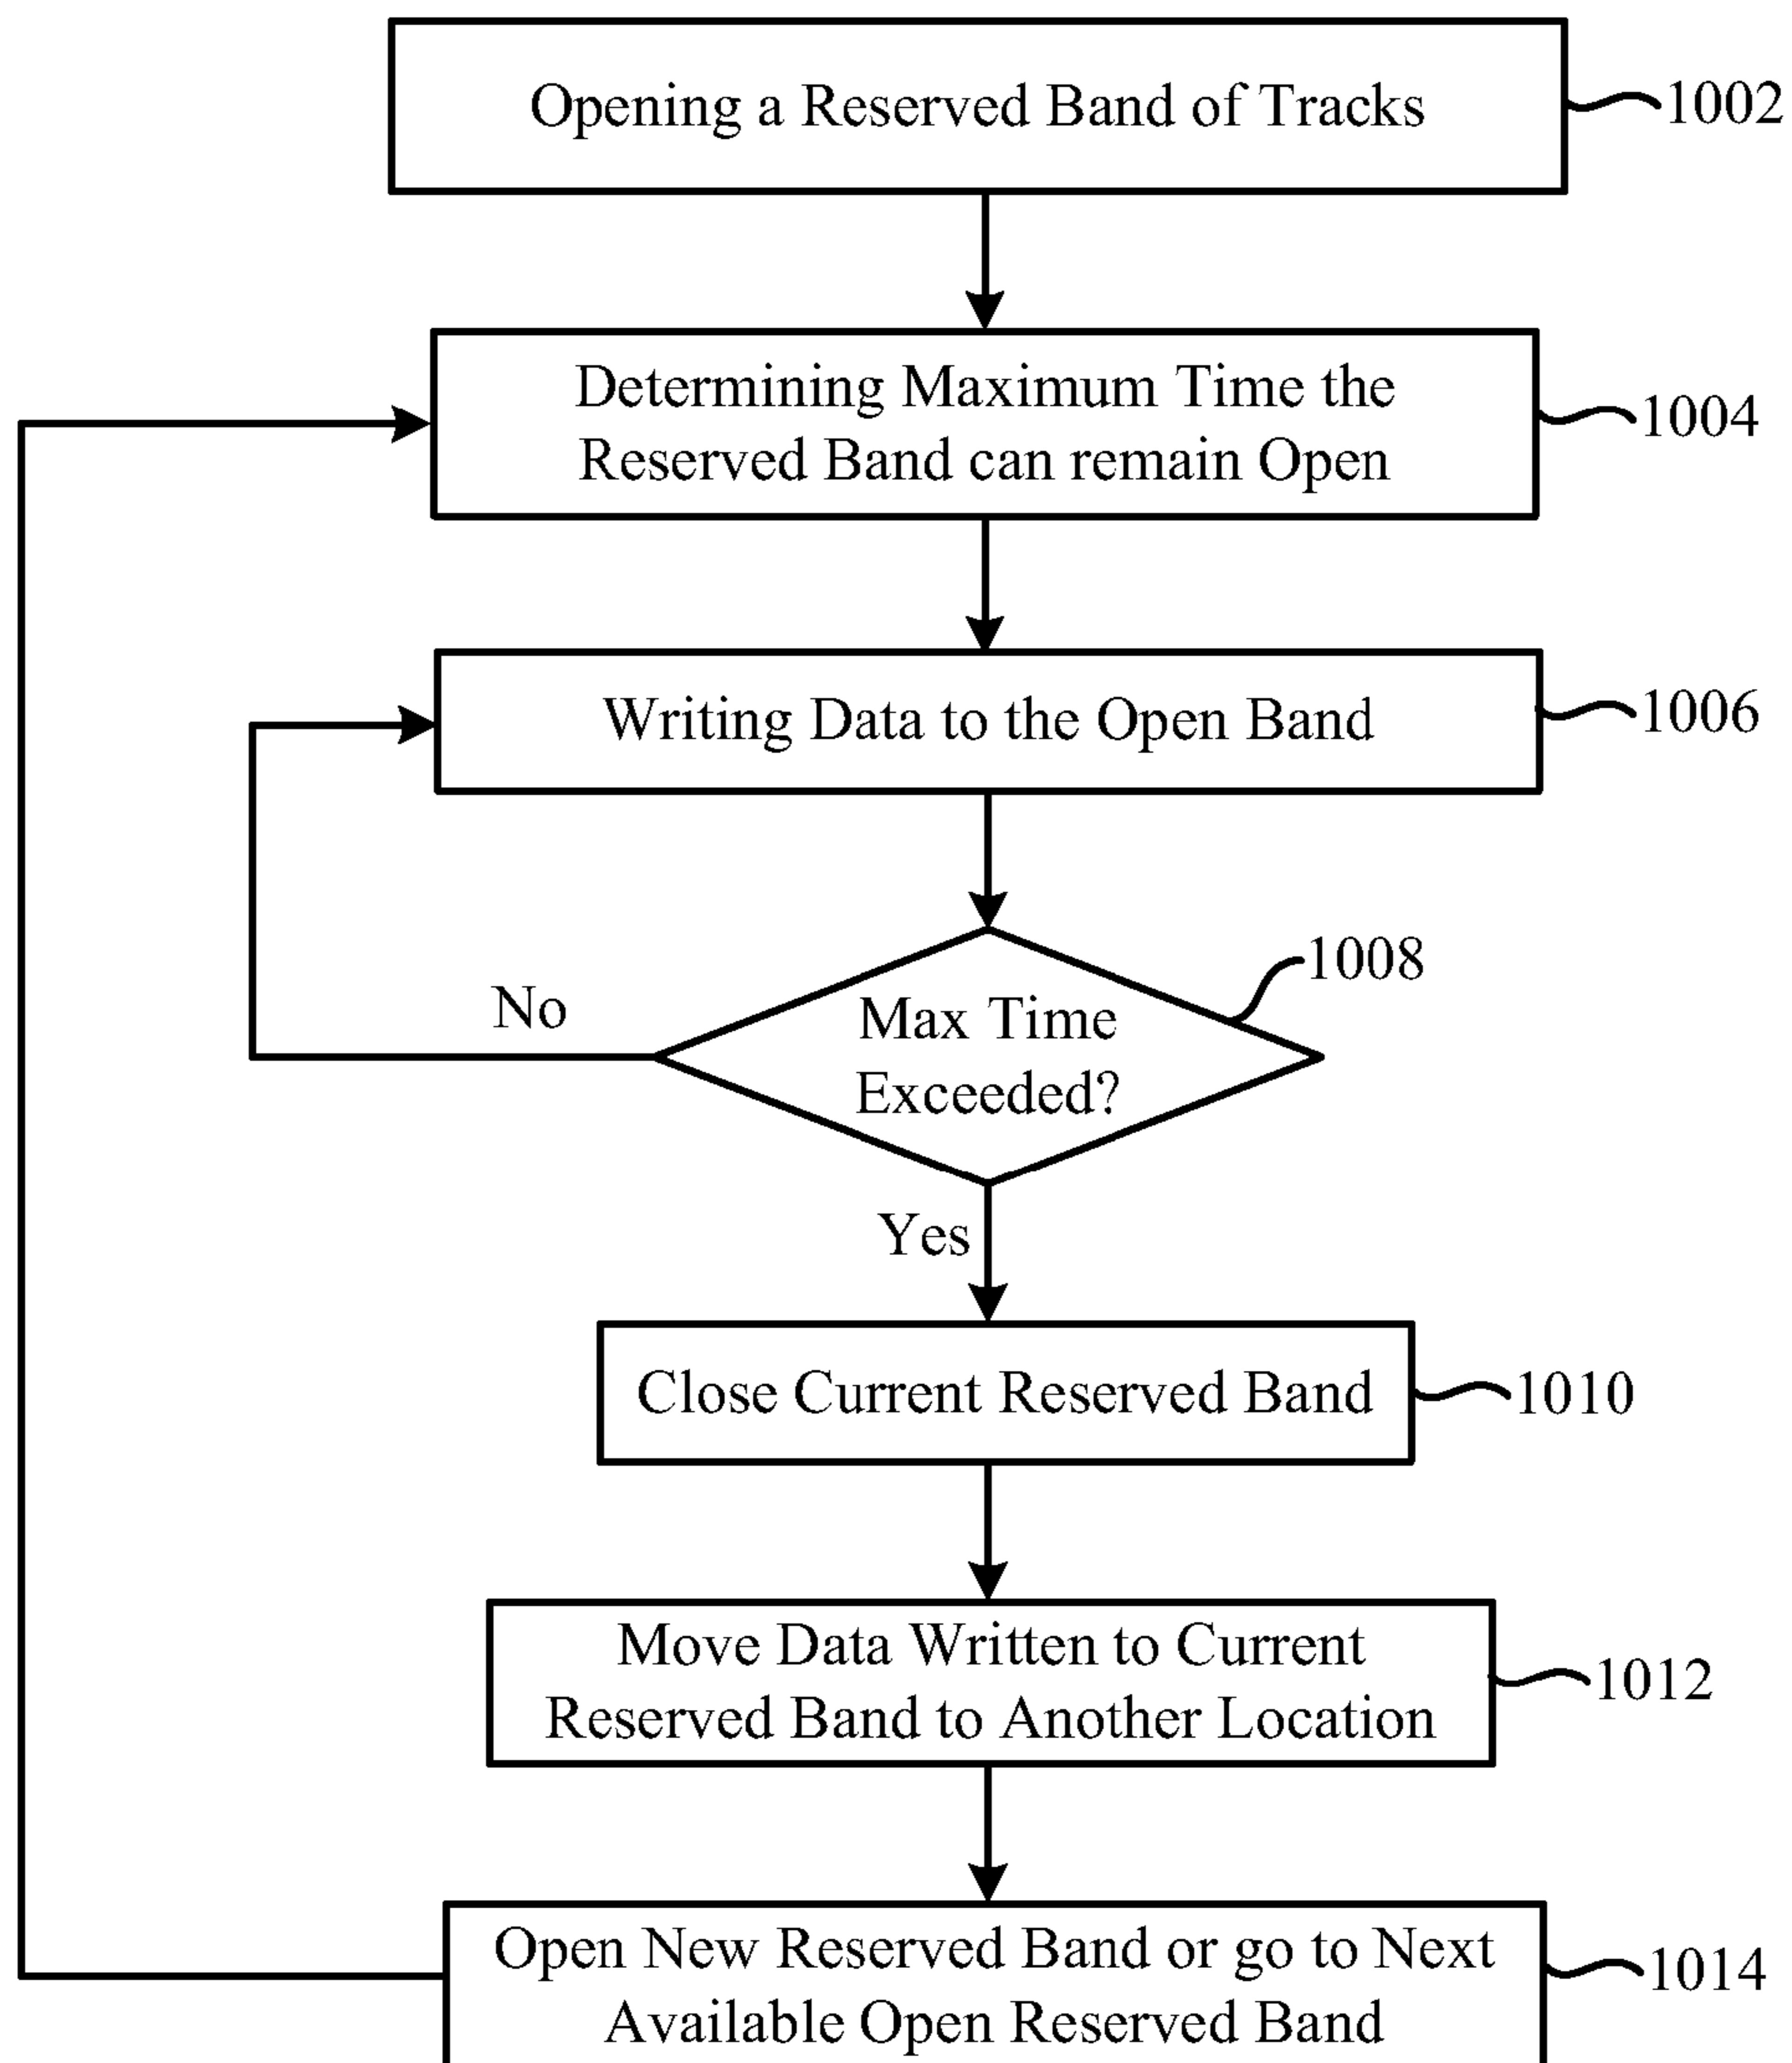 Opening a Reserved Band of Tracks
1002
Determining Maximum Time the
Reserved Band can remain Open
1004
Writing Data to the Open Band
1006
1008
No
Max Time
Exceeded?
Yes
Close Current Reserved Band
1010
Move Data Written to Current
Reserved Band to Another Location
1012
Open New Reserved Band or go to Next
Available Open Reserved Band
1014